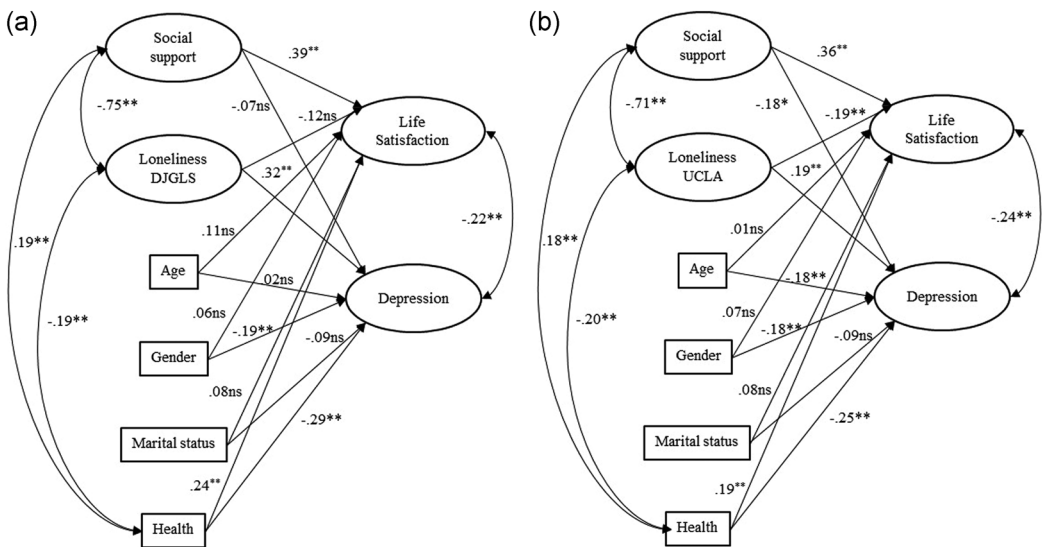 (a)
Social
support
.39**
-.07ns
-.75**
-.12ns
Life
Satisfaction
Loneliness
DJGLS
.32**
-.22**
.19**
.11ns
Age
.02ns
Depression
-.19**
.06ns
-.19**
-.09ns
Gender
.08ns
-.29**
Marital status
.24**
Health
(b)
Social
support
.36**
-.18*
-.71**
-.19**
Life
Satisfaction
Loneliness
UCLA
.19**
-.24**
.18**
.01ns
Age
-.18**
Depression
-.20**
.07ns
-.18**
-.09ns
Gender
.08ns
-.25**
Marital status
.19**
Health